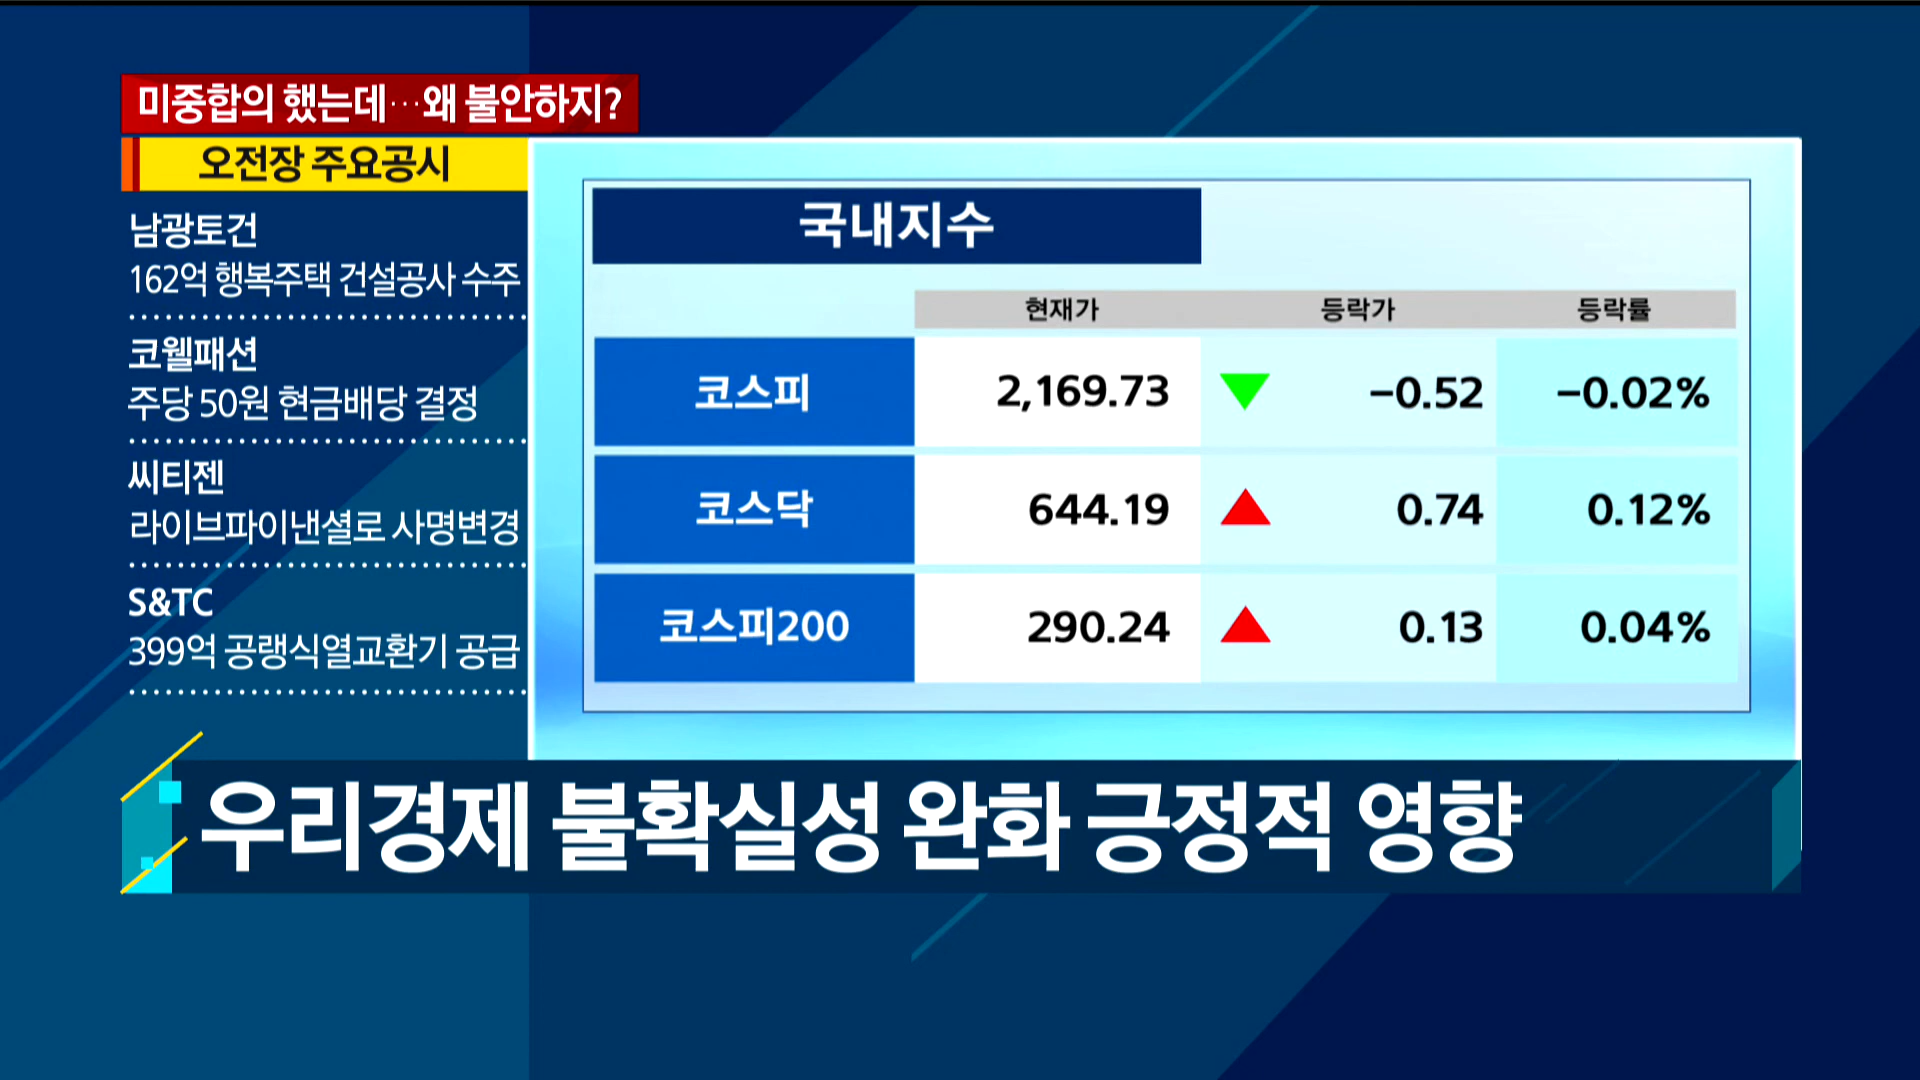 미중합의 했는데…왜 불안하지?
오전장 주요공시
남광토건
162억 행복주택 건설공사 수주
코웰패션
주당 50원 현금배당 결정
씨티젠
라이브파이낸셜로 사명변경
S&TC
399억 공랭식열교환기 공급
국내지수
현재가 등락가 등락률
코스피 2,169.73 ▼ -0.52 -0.02%
코스닥 644.19 ▲ 0.74 0.12%
코스피200 290.24 ▲ 0.13 0.04%
우리경제 불확실성 완화 긍정적 영향